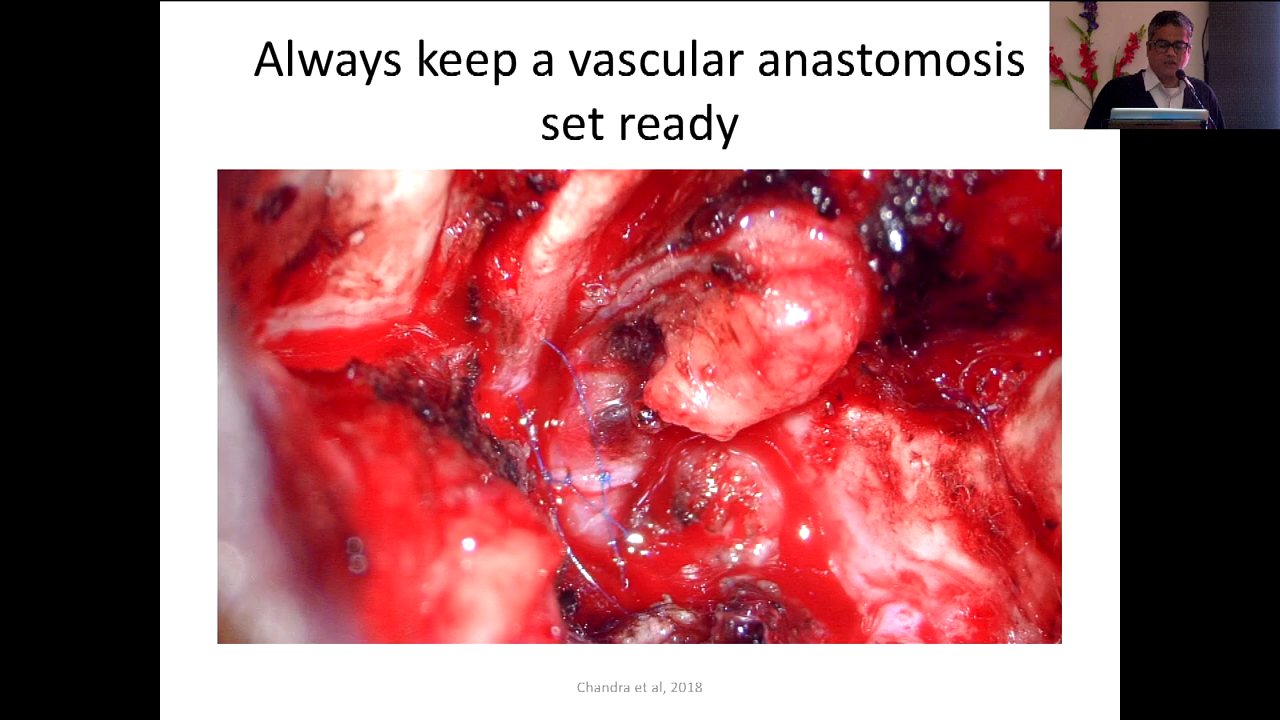 Always keep a vascular anastomosis
set ready
Chandra et al, 2018